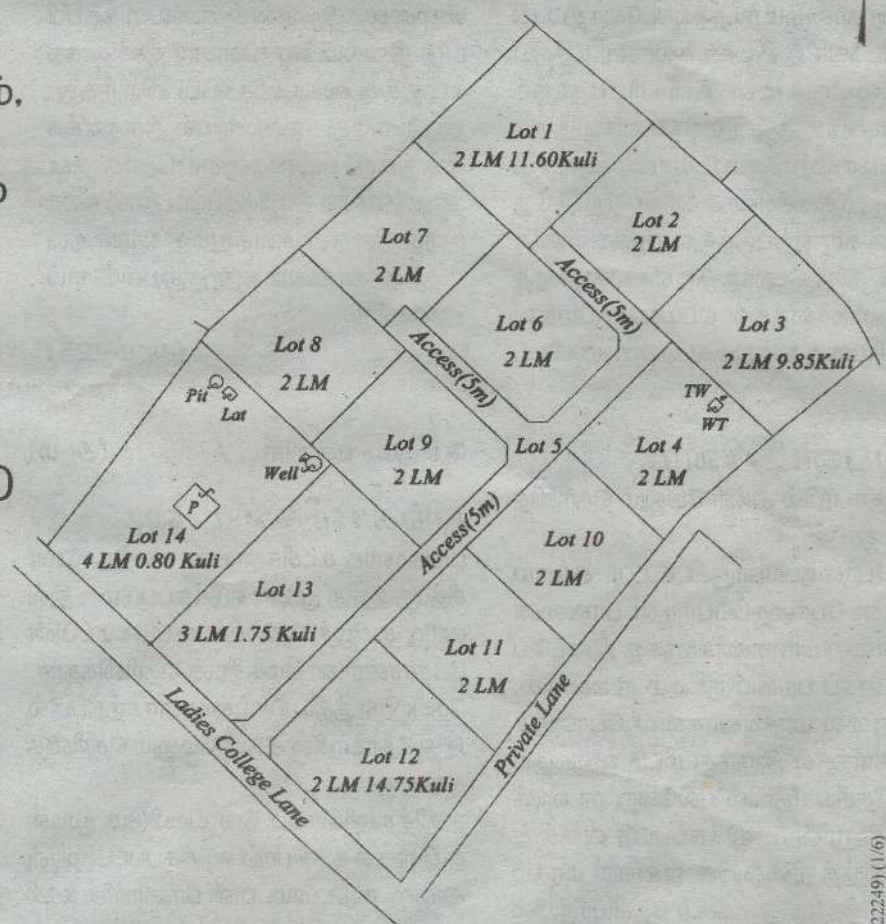 Lot 1
2 LM 11.60Kuli
Lot 2
2 LM
Lot 7
2 LM
Access(5m)
Lot 6
2 LM
Lot 3
2 LM 9.85Kuli
Lot 8
2 LM
Access(5m)
Pit
Lat
TW
WT
Well
Lot 9
2 LM
Lot 5
Lot 4
2 LM
P
Lot 14
4 LM 0.80 Kuli
Access(5m)
Lot 10
2 LM
Lot 13
3 LM 1.75 Kuli
Lot 11
2 LM
Private Lane
Ladies College Lane
Lot 12
2 LM 14.75Kuli
22249) (1/6)